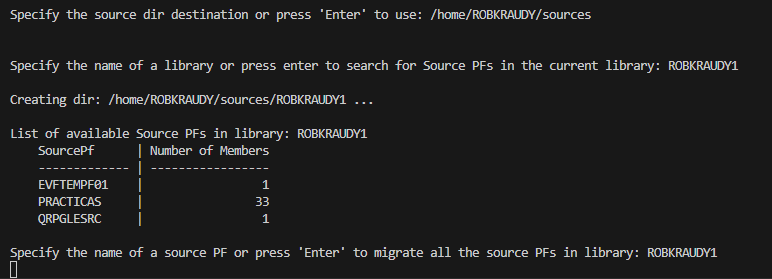 Specify the source dir destination or press 'Enter' to use: /home/ROBKRAUDY/sources
Specify the name of a library or press enter to search for Source PFs in the current library: ROBKRAUDY1
Creating dir: /home/ROBKRAUDY/sources/ROBKRAUDY1 ...
List of available Source PFs in library: ROBKRAUDY1
SourcePf | Number of Members
------------- | -----------------
EVFTEMPF01 | 1
PRACTICAS | 33
QRPGLESRC | 1
Specify the name of a source PF or press 'Enter' to migrate all the source PFs in library: ROBKRAUDY1